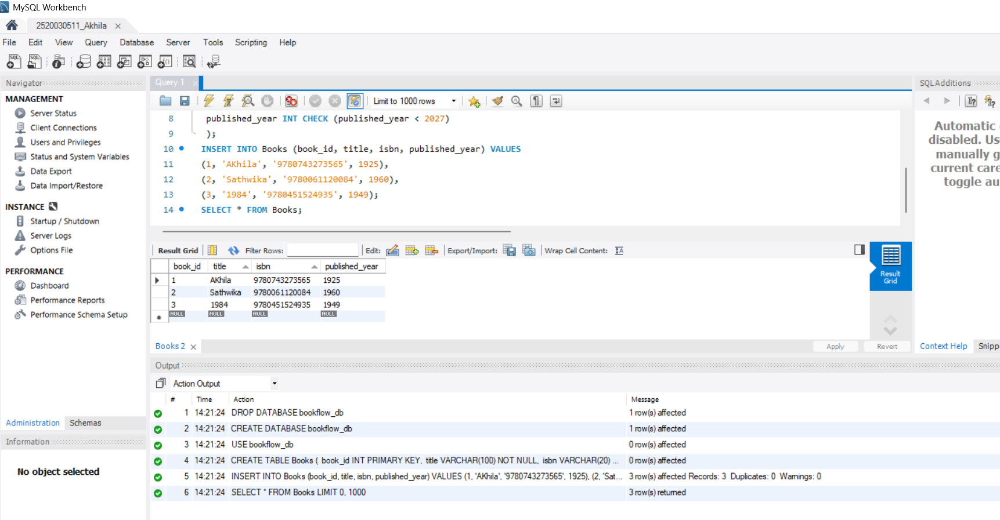 MySQL Workbench
2520030511_Akhila
File Edit View Query Database Server Tools Scripting Help
Navigator
MANAGEMENT
Server Status
Client Connections
Users and Privileges
Status and System Variables
Data Export
Data Import/Restore
INSTANCE
Startup / Shutdown
Server Logs
Options File
PERFORMANCE
Dashboard
Performance Reports
Performance Schema Setup
Administration Schemas
Information
No object selected
Query 1
Limit to 1000 rows
8 published_year INT CHECK (published_year < 2027)
9 );
10 INSERT INTO Books (book_id, title, isbn, published_year) VALUES
11 (1, 'AKhila', '9780743273565', 1925),
12 (2, 'Sathwika', '9780061120084', 1960),
13 (3, '1984', '9780451524935', 1949);
14 SELECT * FROM Books;
Result Grid Filter Rows: Edit: Export/Import: Wrap Cell Content:
book_id title isbn published_year
1 AKhila 9780743273565 1925
2 Sathwika 9780061120084 1960
3 1984 9780451524935 1949
NULL NULL NULL NULL
Result
Grid
Books 2
Apply Revert
SQLAdditions
Automatic
disabled. Us
manually g
current care
toggle au
Context Help Snipp
Output
Action Output
# Time Action Message
1 14:21:24 DROP DATABASE bookflow_db 1 row(s) affected
2 14:21:24 CREATE DATABASE bookflow_db 1 row(s) affected
3 14:21:24 USE bookflow_db 0 row(s) affected
4 14:21:24 CREATE TABLE Books ( book_id INT PRIMARY KEY, title VARCHAR(100) NOT NULL, isbn VARCHAR(20) ... 0 row(s) affected
5 14:21:24 INSERT INTO Books (book_id, title, isbn, published_year) VALUES (1, 'AKhila', '9780743273565', 1925), (2, 'Sat... 3 row(s) affected Records: 3 Duplicates: 0 Warnings: 0
6 14:21:24 SELECT * FROM Books LIMIT 0, 1000 3 row(s) returned